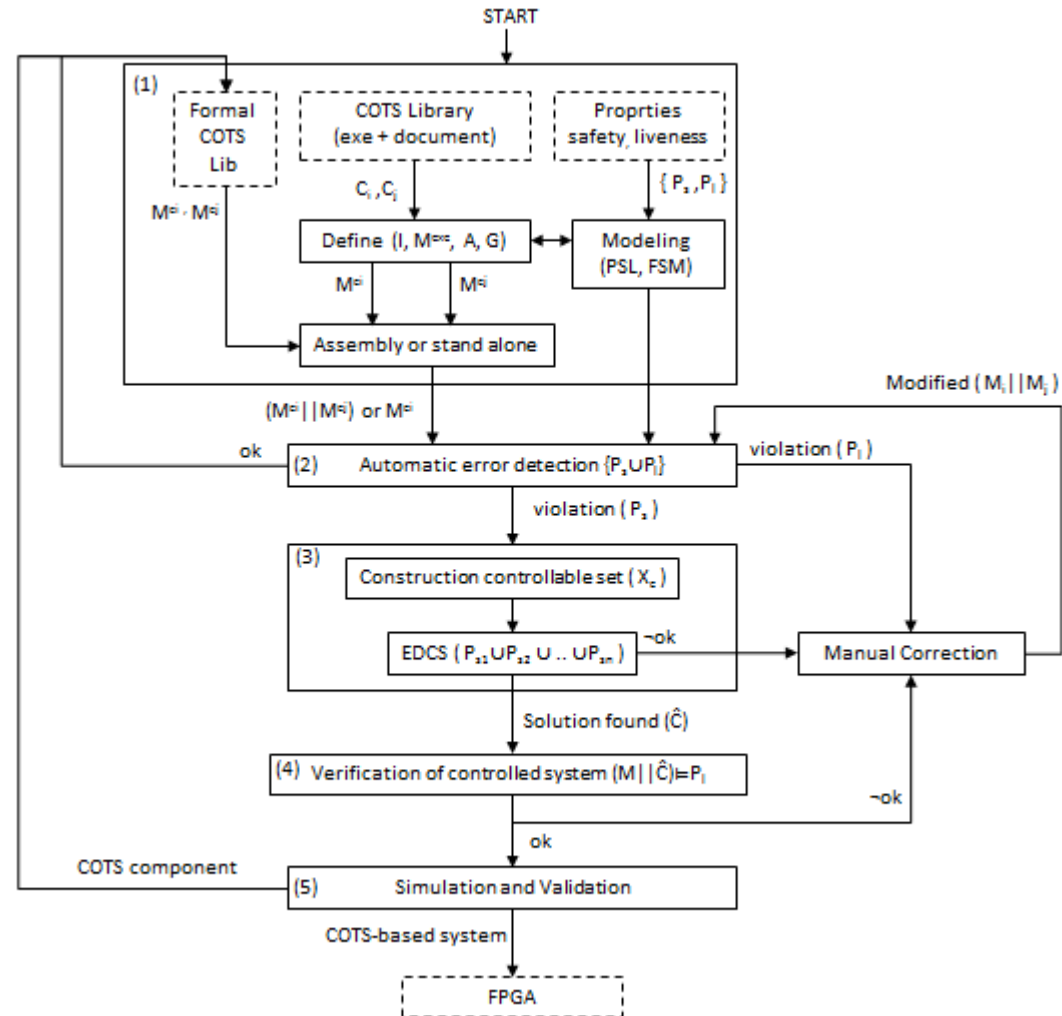 START
(1)
Formal
COTS
Lib
COTS Library
(exe + document)
Proprties
safety, liveness
Cᵢ ,Cⱼ
{ Pₛ ,Pₗ }
Mᶜⁱ , Mᶜʲ
Define (I, Mᵉˣᵉ, A, G)
Modeling
(PSL, FSM)
Mᶜⁱ
Mᶜʲ
Assembly or stand alone
Modified ( Mᵢ||Mⱼ )
(Mᶜⁱ||Mᶜʲ) or Mᶜⁱ
ok
(2) Automatic error detection {Pₛ∪Pₗ}
violation ( Pₗ )
violation ( Pₛ )
(3)
Construction controllable set ( X꜀ )
EDCS ( Pₛ₁∪Pₛ₂ ∪ .. ∪Pₛₙ )
¬ok
Manual Correction
Solution found (Ĉ)
(4) Verification of controlled system (M||Ĉ)⊨Pₗ
¬ok
ok
COTS component
(5) Simulation and Validation
COTS-based system
FPGA